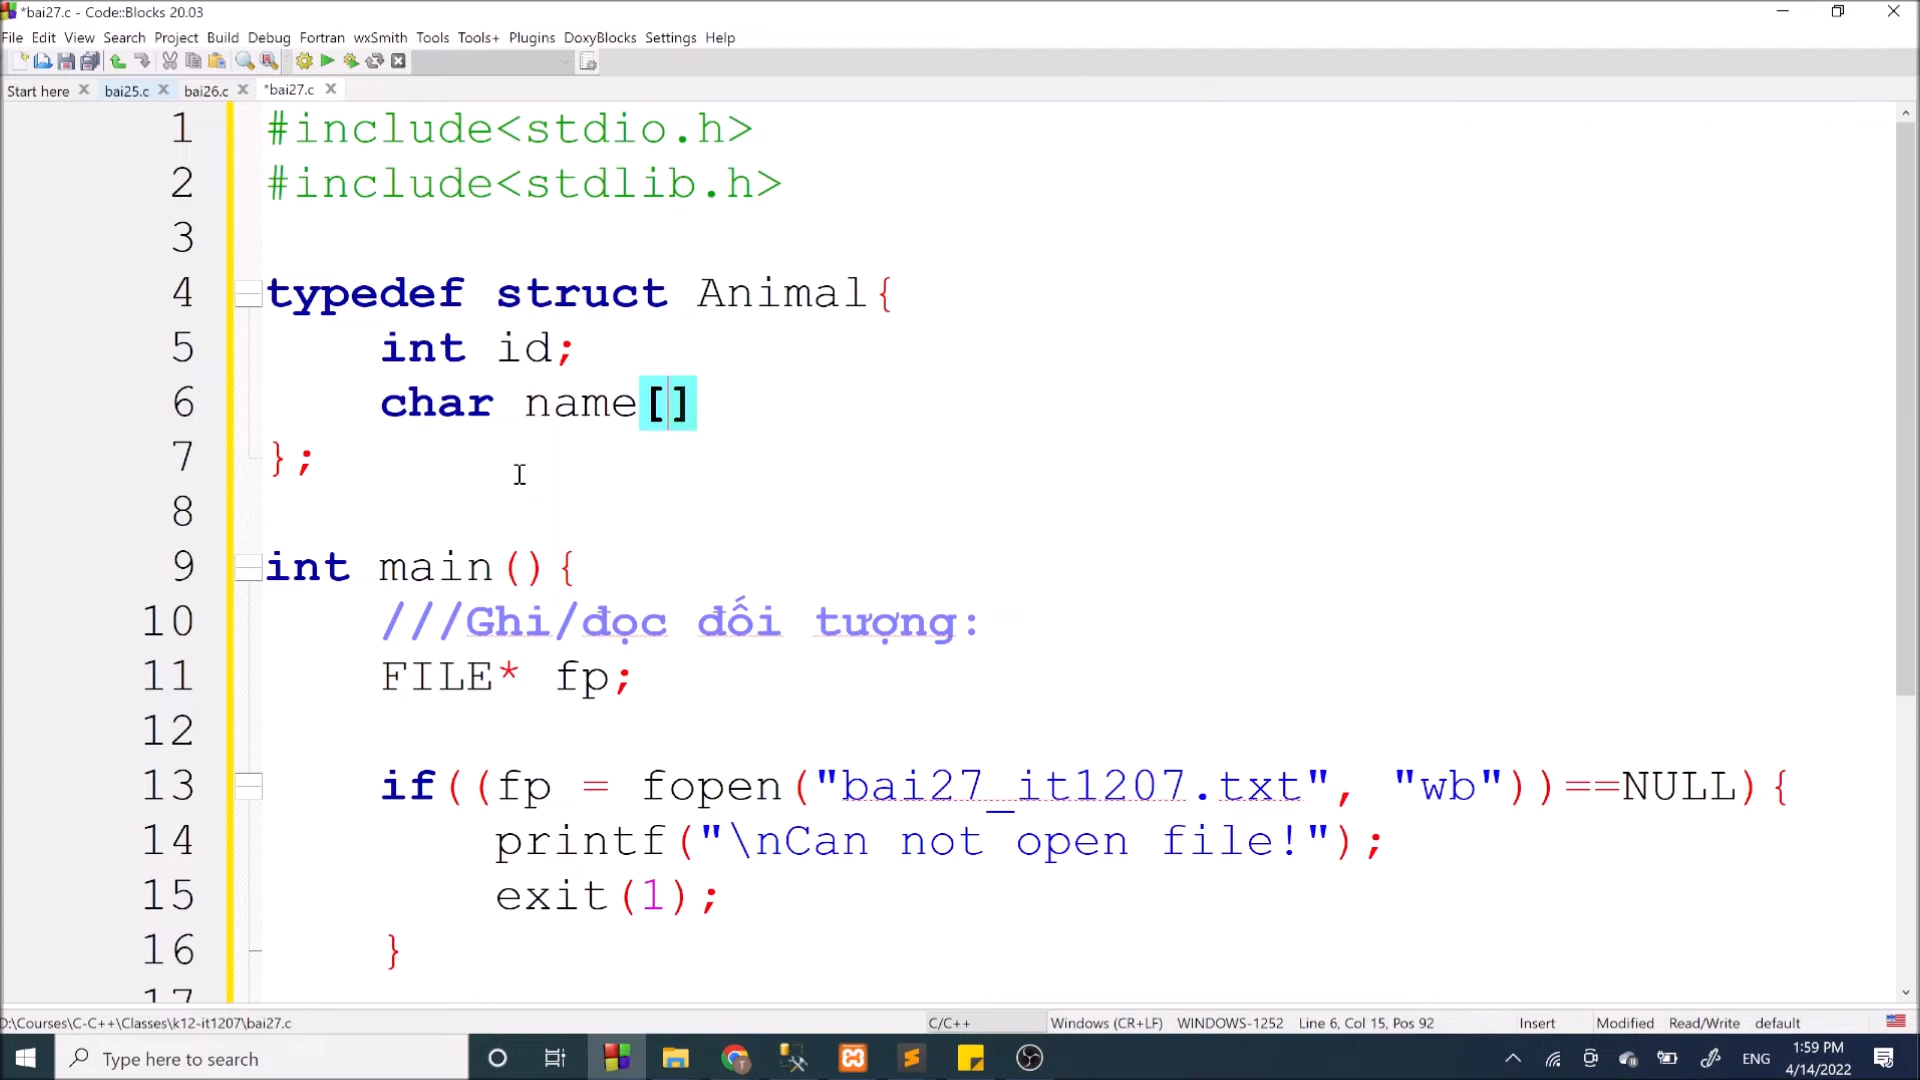 *bai27.c - Code::Blocks 20.03
File Edit View Search Project Build Debug Fortran wxSmith Tools Tools+ Plugins DoxyBlocks Settings Help
Start here bai25.c bai26.c *bai27.c
1 #include<stdio.h>
2 #include<stdlib.h>
3
4 typedef struct Animal{
5 int id;
6 char name[]
7 };
8
9 int main(){
10 ///Ghi/đọc đối tượng:
11 FILE* fp;
12
13 if((fp = fopen("bai27_it1207.txt", "wb"))==NULL){
14 printf("\nCan not open file!");
15 exit(1);
16 }
17
D:\Courses\C-C++\Classes\k12-it1207\bai27.c C/C++ Windows (CR+LF) WINDOWS-1252 Line 6, Col 15, Pos 92 Insert Modified Read/Write default
Type here to search ENG 1:59 PM
4/14/2022